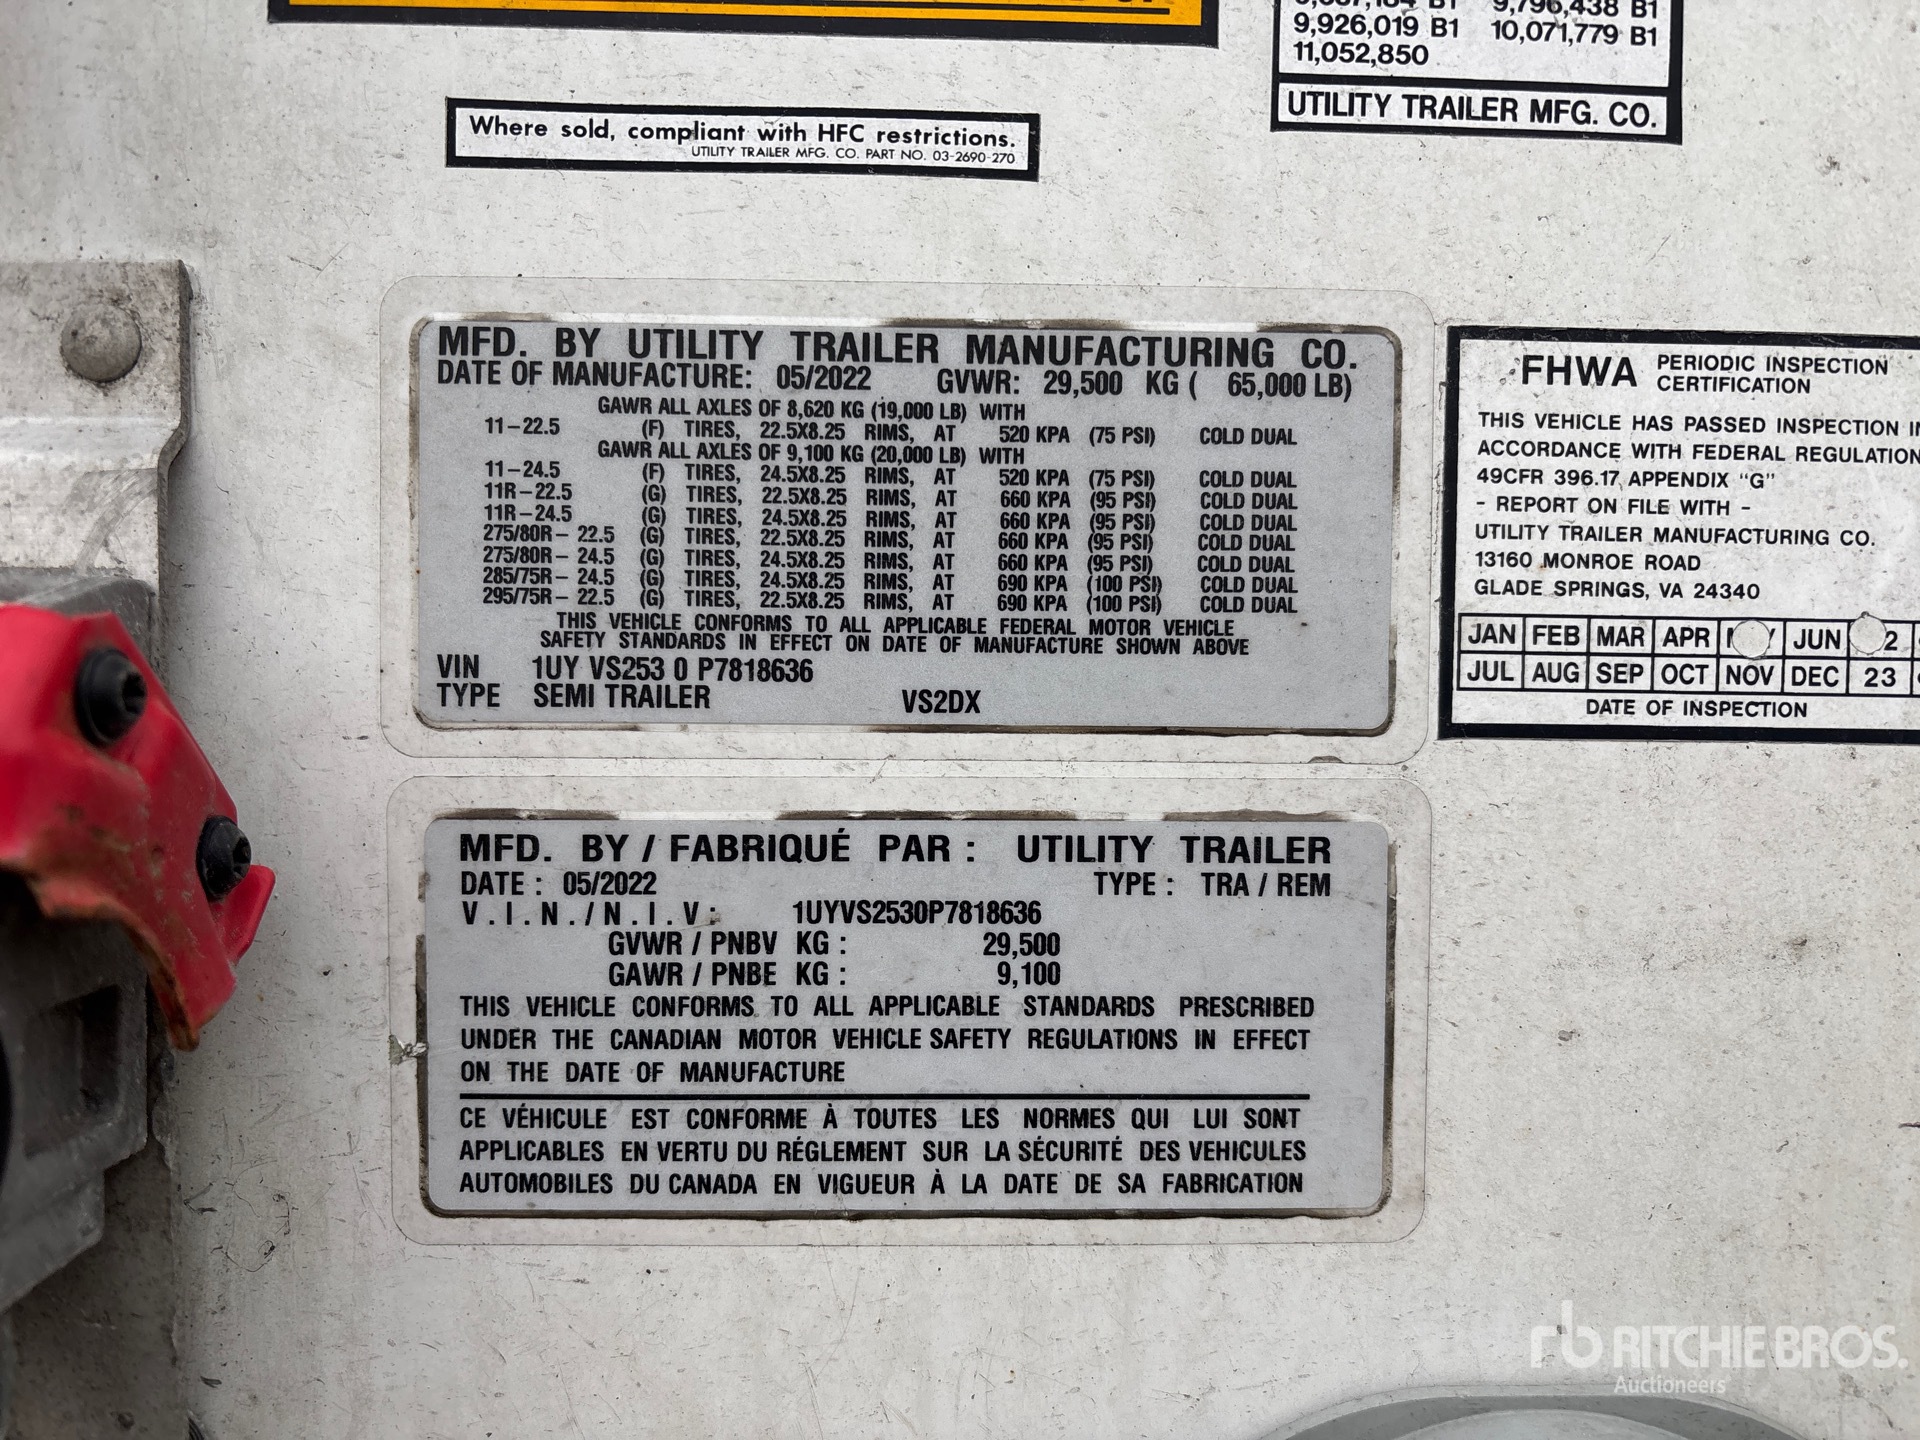 9,926,019 B1 10,071,779 B1
11,052,850
UTILITY TRAILER MFG. CO.
Where sold, compliant with HFC restrictions.
UTILITY TRAILER MFG. CO. PART NO. 03-2690-270
MFD. BY UTILITY TRAILER MANUFACTURING CO.
DATE OF MANUFACTURE: 05/2022 GVWR: 29,500 KG ( 65,000 LB)
GAWR ALL AXLES OF 8,620 KG (19,000 LB) WITH
11-22.5 (F) TIRES, 22.5X8.25 RIMS, AT 520 KPA (75 PSI) COLD DUAL
GAWR ALL AXLES OF 9,100 KG (20,000 LB) WITH
11-24.5 (F) TIRES, 24.5X8.25 RIMS, AT 520 KPA (75 PSI) COLD DUAL
11R-22.5 (G) TIRES, 22.5X8.25 RIMS, AT 660 KPA (95 PSI) COLD DUAL
11R-24.5 (G) TIRES, 24.5X8.25 RIMS, AT 660 KPA (95 PSI) COLD DUAL
275/80R- 22.5 (G) TIRES, 22.5X8.25 RIMS, AT 660 KPA (95 PSI) COLD DUAL
275/80R- 24.5 (G) TIRES, 24.5X8.25 RIMS, AT 660 KPA (95 PSI) COLD DUAL
285/75R- 24.5 (G) TIRES, 24.5X8.25 RIMS, AT 690 KPA (100 PSI) COLD DUAL
295/75R- 22.5 (G) TIRES, 22.5X8.25 RIMS, AT 690 KPA (100 PSI) COLD DUAL
THIS VEHICLE CONFORMS TO ALL APPLICABLE FEDERAL MOTOR VEHICLE
SAFETY STANDARDS IN EFFECT ON DATE OF MANUFACTURE SHOWN ABOVE
VIN 1UY VS253 0 P7818636
TYPE SEMI TRAILER VS2DX
FHWA PERIODIC INSPECTION
CERTIFICATION
THIS VEHICLE HAS PASSED INSPECTION IN
ACCORDANCE WITH FEDERAL REGULATION
49CFR 396.17, APPENDIX "G"
- REPORT ON FILE WITH -
UTILITY TRAILER MANUFACTURING CO.
13160 MONROE ROAD
GLADE SPRINGS, VA 24340
JAN FEB MAR APR JUN 2
JUL AUG SEP OCT NOV DEC 23
DATE OF INSPECTION
MFD. BY / FABRIQUÉ PAR : UTILITY TRAILER
DATE : 05/2022 TYPE : TRA / REM
V.I.N./N.I.V: 1UYVS2530P7818636
GVWR / PNBV KG : 29,500
GAWR / PNBE KG : 9,100
THIS VEHICLE CONFORMS TO ALL APPLICABLE STANDARDS PRESCRIBED
UNDER THE CANADIAN MOTOR VEHICLE SAFETY REGULATIONS IN EFFECT
ON THE DATE OF MANUFACTURE
CE VÉHICULE EST CONFORME À TOUTES LES NORMES QUI LUI SONT
APPLICABLES EN VERTU DU RÉGLEMENT SUR LA SÉCURITÉ DES VEHICULES
AUTOMOBILES DU CANADA EN VIGUEUR À LA DATE DE SA FABRICATION
rb RITCHIE BROS.
Auctioneers